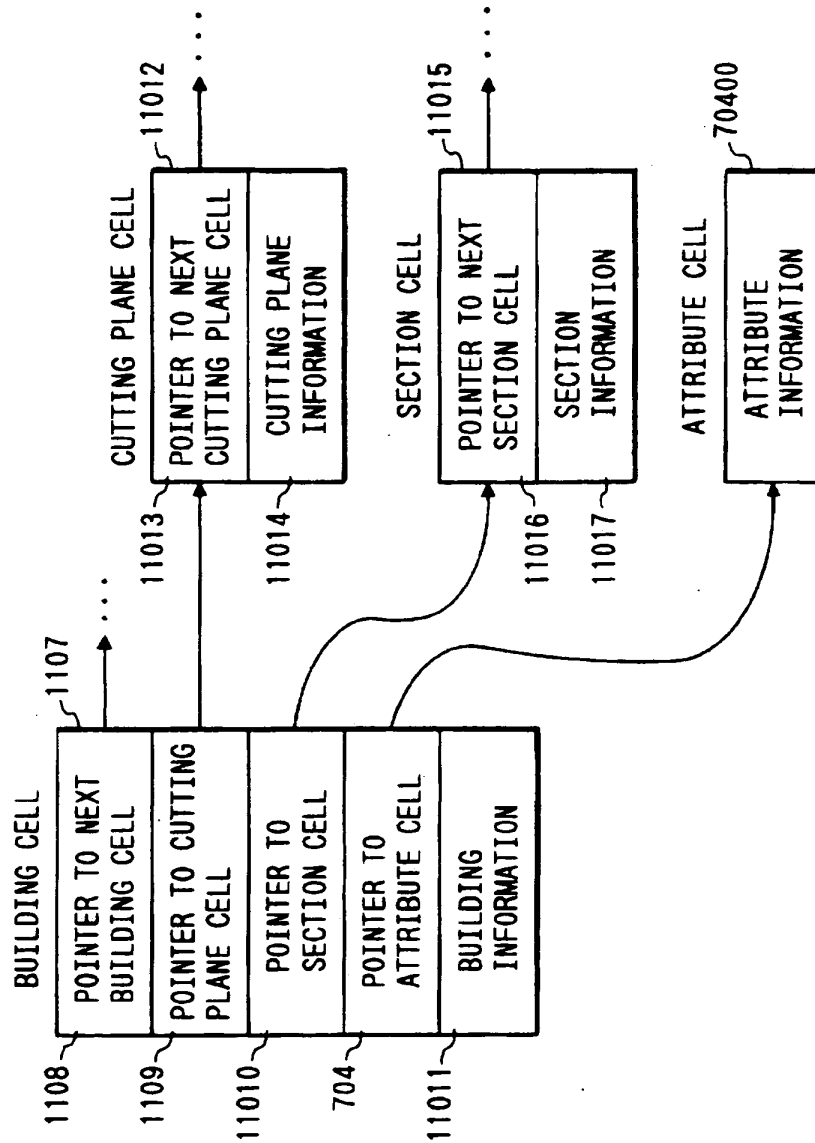 BUILDING CELL
1107
1108
POINTER TO NEXT
BUILDING CELL
...
1109
POINTER TO CUTTING
PLANE CELL
11010
POINTER TO
SECTION CELL
704
POINTER TO
ATTRIBUTE CELL
11011
BUILDING
INFORMATION
CUTTING PLANE CELL
11012
11013
POINTER TO NEXT
CUTTING PLANE CELL
...
11014
CUTTING PLANE
INFORMATION
SECTION CELL
11015
POINTER TO NEXT
SECTION CELL
...
11016
SECTION
INFORMATION
11017
ATTRIBUTE CELL
70400
ATTRIBUTE
INFORMATION